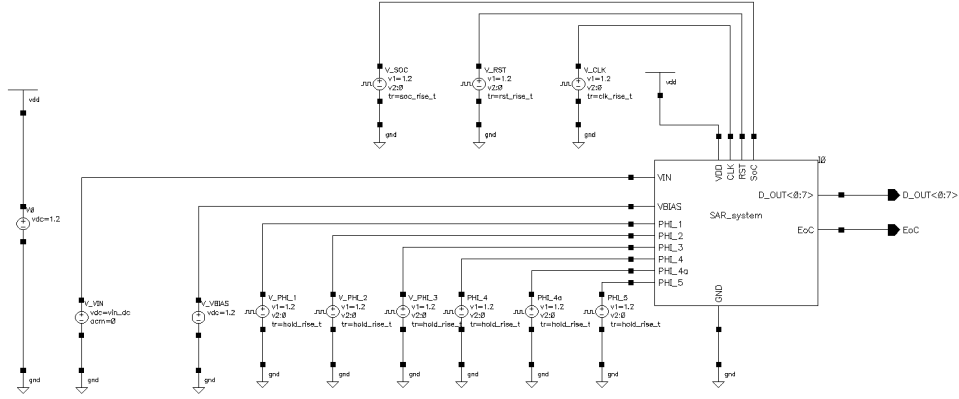 V_SOC
v1=1.2
v2:0
tr=soc_rise_t
gnd
V_RST
v1=1.2
v2:0
tr=rst_rise_t
gnd
V_CLK
v1=1.2
v2:0
tr=clk_rise_t
gnd
vdd
vdd
V0
vdc=1.2
gnd
I0
VDD
CLK
RST
SoC
VIN
VBIAS
PHI_1
PHI_2
PHI_3
PHI_4
PHI_4a
PHI_5
SAR_system
GND
D_OUT<0:7>
EoC
D_OUT<0:7>
EoC
V_VIN
vdc=vin_dc
acm=0
gnd
V_VBIAS
vdc=1.2
gnd
V_PHI_1
v1=1.2
v2:0
tr=hold_rise_t
gnd
V_PHI_2
v1=1.2
v2:0
tr=hold_rise_t
gnd
V_PHI_3
v1=1.2
v2:0
tr=hold_rise_t
gnd
PHI_4
v1=1.2
v2:0
tr=hold_rise_t
gnd
PHI_4a
v1=1.2
v2:0
tr=hold_rise_t
gnd
PHI_5
v1=1.2
v2:0
tr=hold_rise_t
gnd
gnd